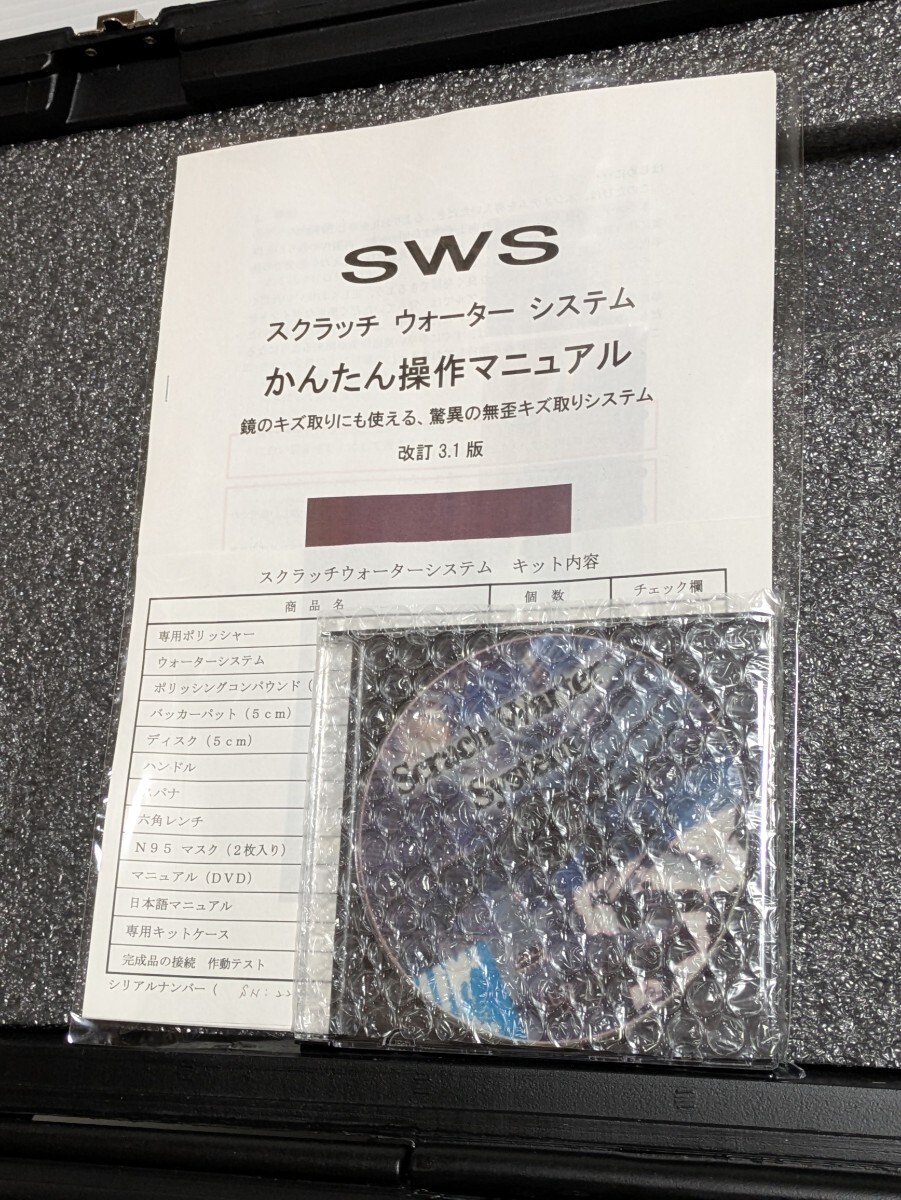 SWS
スクラッチ ウォーター システム
かんたん操作マニュアル
鏡のキズ取りにも使える、驚異の無歪キズ取りシステム
改訂 3.1 版
スクラッチウォーターシステム キット内容
商 品 名 個 数 チェック欄
専用ポリッシャー
ウォーターシステム
ポリッシングコンパウンド（
バッカーパット（5cm）
ディスク（5cm）
ハンドル
スパナ
六角レンチ
N95 マスク（2枚入り）
マニュアル（DVD）
日本語マニュアル
専用キットケース
完成品の接続 作動テスト
シリアルナンバー（ SN:22
System